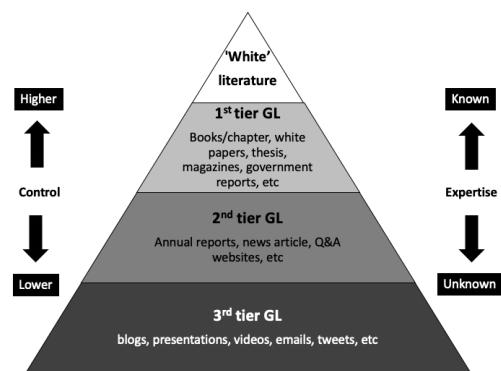 'White'
literature
Higher
Known
1st tier GL
Books/chapter, white
papers, thesis,
magazines, government
reports, etc
Control
Expertise
2nd tier GL
Annual reports, news article, Q&A
websites, etc
Lower
Unknown
3rd tier GL
blogs, presentations, videos, emails, tweets, etc